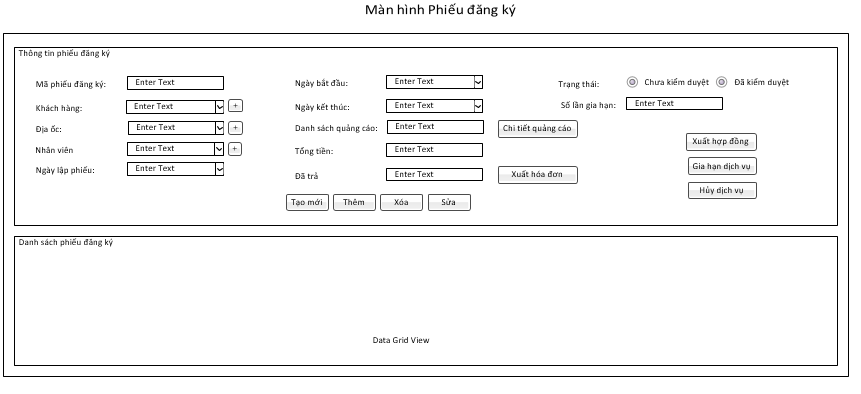 Màn hình Phiếu đăng ký
Thông tin phiếu đăng ký
Mã phiếu đăng ký: Enter Text
Khách hàng: Enter Text +
Địa ốc: Enter Text +
Nhân viên Enter Text +
Ngày lập phiếu: Enter Text
Ngày bắt đầu: Enter Text
Ngày kết thúc: Enter Text
Danh sách quảng cáo: Enter Text Chi tiết quảng cáo
Tổng tiền: Enter Text
Đã trả Enter Text Xuất hóa đơn
Trạng thái: Chưa kiểm duyệt Đã kiểm duyệt
Số lần gia hạn: Enter Text
Xuất hợp đồng
Gia hạn dịch vụ
Hủy dịch vụ
Tạo mới Thêm Xóa Sửa
Danh sách phiếu đăng ký
Data Grid View